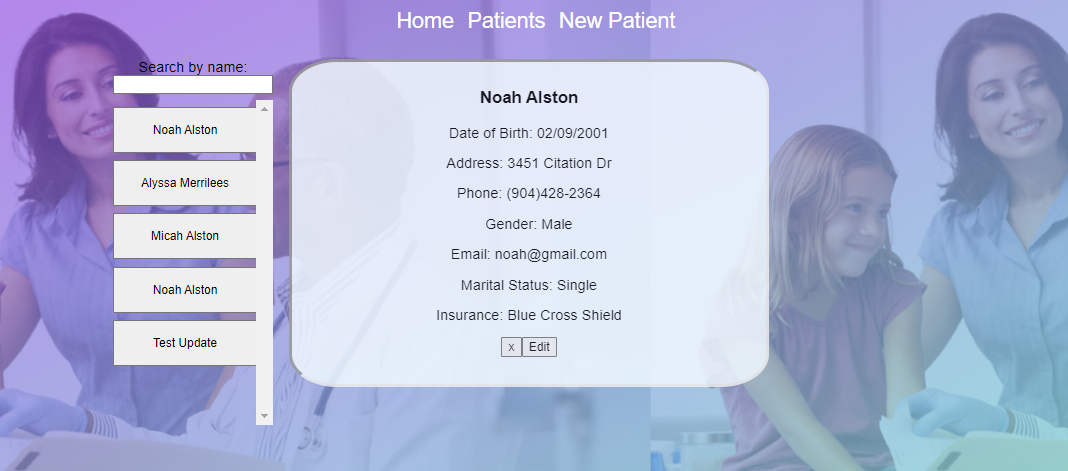 Home Patients New Patient
Search by name:
Noah Alston
Alyssa Merrilees
Micah Alston
Noah Alston
Test Update
Noah Alston
Date of Birth: 02/09/2001
Address: 3451 Citation Dr
Phone: (904)428-2364
Gender: Male
Email: noah@gmail.com
Marital Status: Single
Insurance: Blue Cross Shield
x Edit